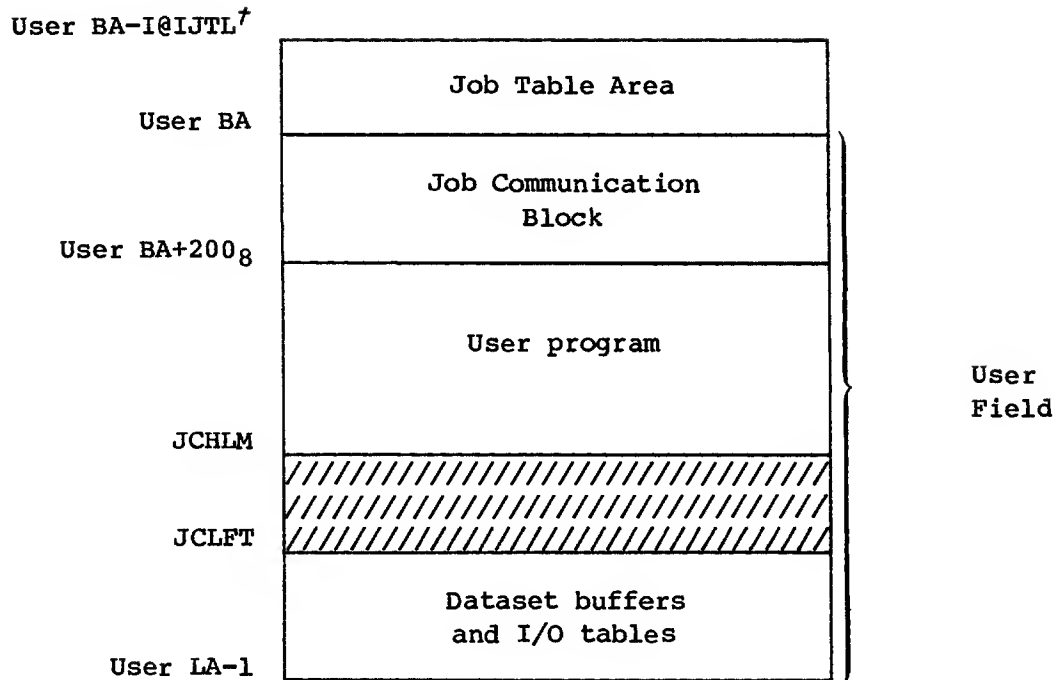 User BA-I@IJTL†
Job Table Area
User BA
Job Communication
Block
User BA+200₈
User program
User
Field
JCHLM
JCLFT
Dataset buffers
and I/O tables
User LA-1